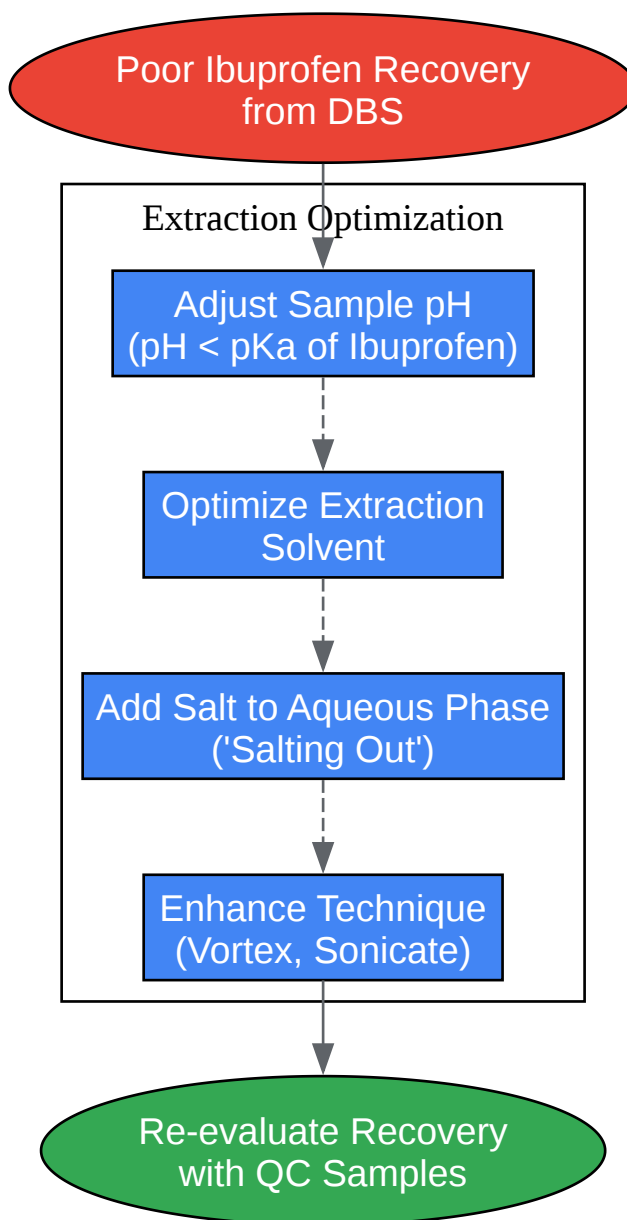 Poor Ibuprofen Recovery
from DBS
Extraction Optimization
Adjust Sample pH
(pH < pKa of Ibuprofen)
Optimize Extraction
Solvent
Add Salt to Aqueous Phase
('Salting Out')
Enhance Technique
(Vortex, Sonicate)
Re-evaluate Recovery
with QC Samples